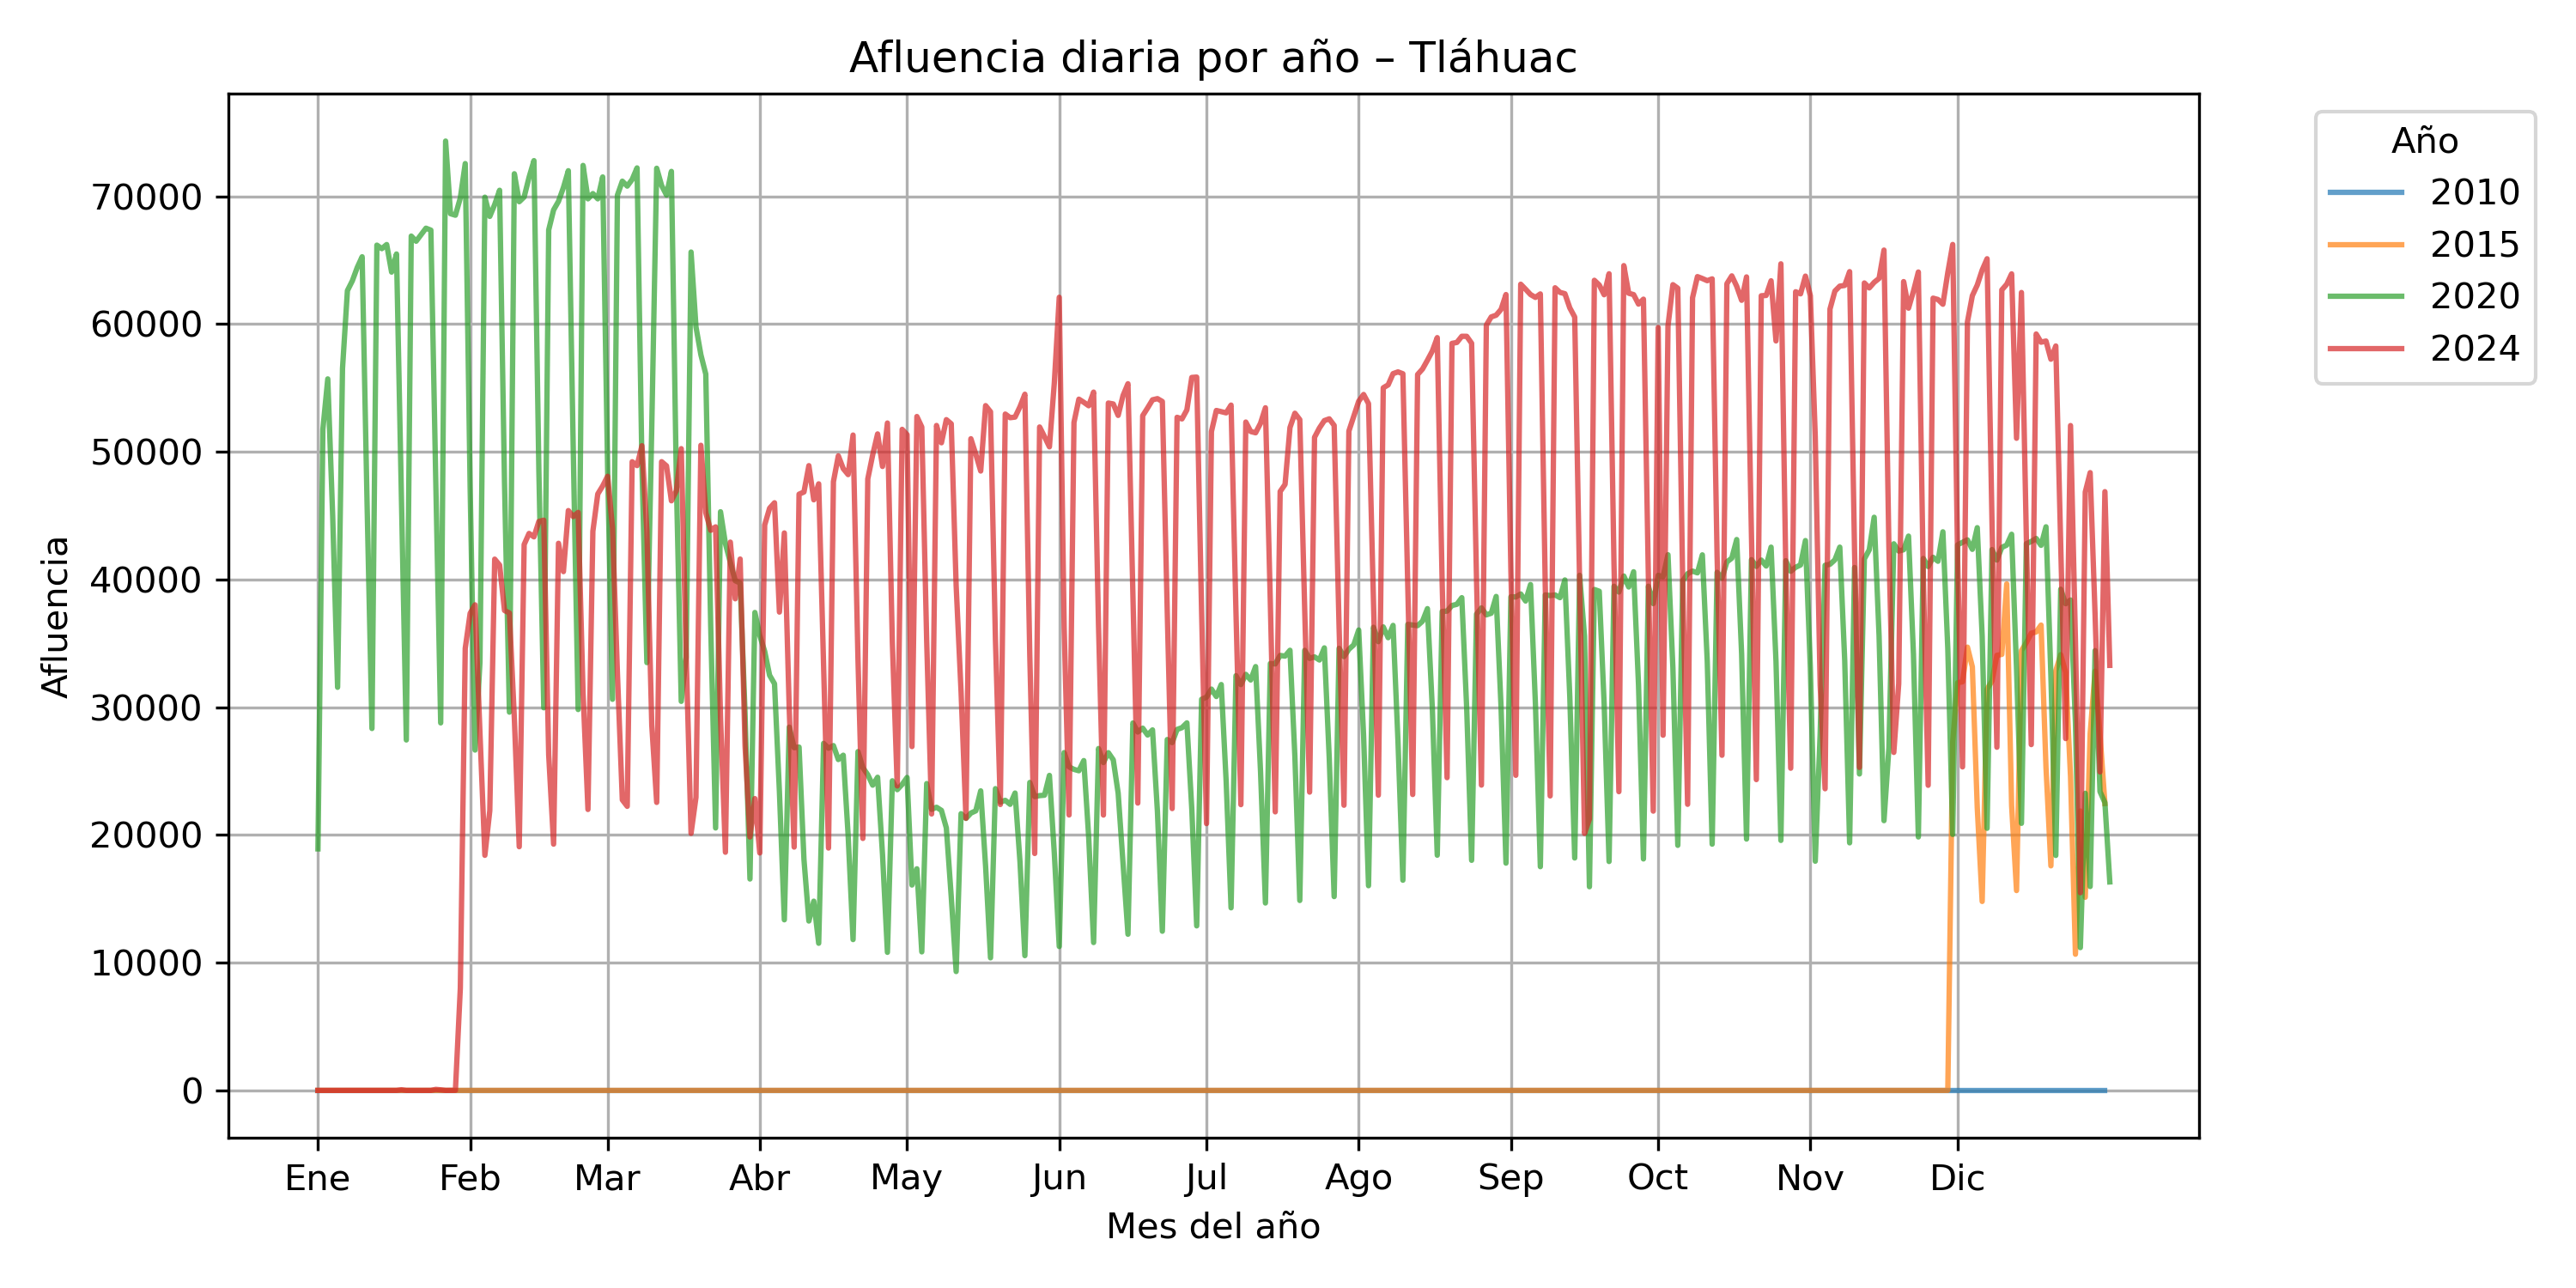 Afluencia diaria por año – Tláhuac
Año
2010
2015
2020
2024
Afluencia
70000
60000
50000
40000
30000
20000
10000
0
Ene Feb Mar Abr May Jun Jul Ago Sep Oct Nov Dic
Mes del año